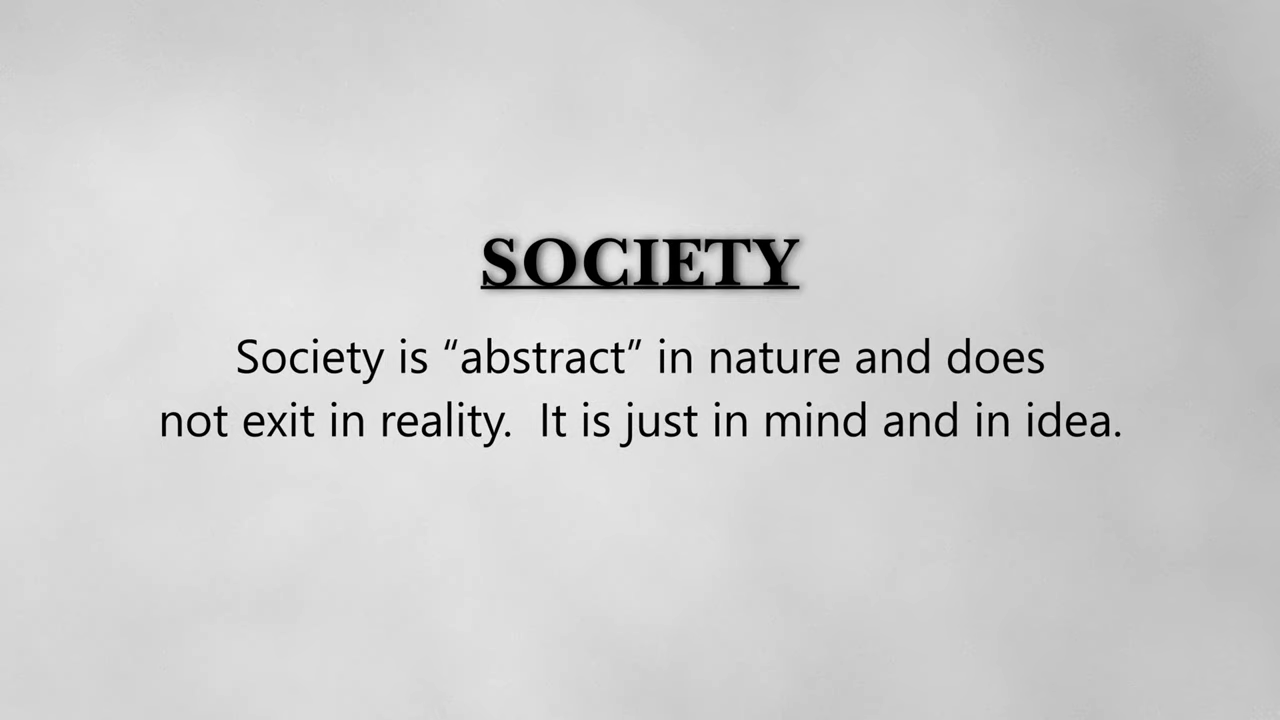 SOCIETY
Society is “abstract” in nature and does
not exit in reality.  It is just in mind and in idea.